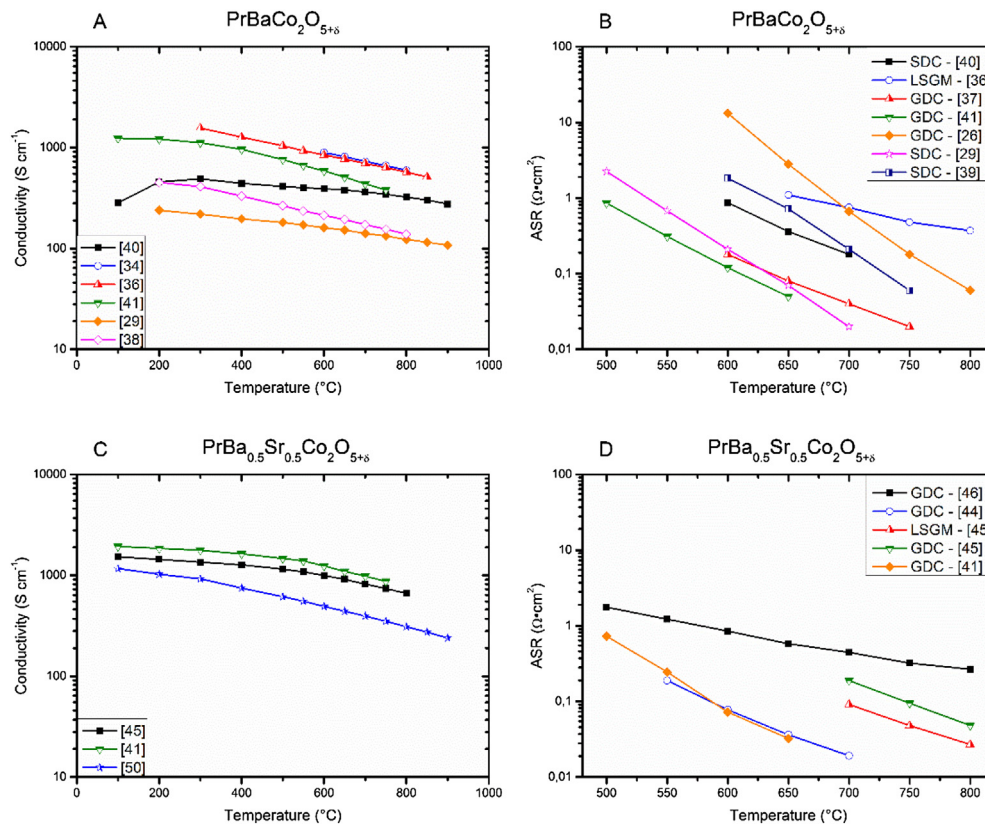 A
PrBaCo₂O₅₊δ
10000
1000
100
10
0
200
400
600
800
1000
Conductivity (S cm⁻¹)
Temperature (°C)
[40]
[34]
[36]
[41]
[29]
[38]
B
PrBaCo₂O₅₊δ
100
10
1
0,1
0,01
500
550
600
650
700
750
800
ASR (Ω•cm²)
Temperature (°C)
SDC - [40]
LSGM - [36
GDC - [37]
GDC - [41]
GDC - [26]
SDC - [29]
SDC - [39]
C
PrBa₀.₅Sr₀.₅Co₂O₅₊δ
10000
1000
100
10
0
200
400
600
800
1000
Conductivity (S cm⁻¹)
Temperature (°C)
[45]
[41]
[50]
D
PrBa₀.₅Sr₀.₅Co₂O₅₊δ
100
10
1
0,1
0,01
500
550
600
650
700
750
800
ASR (Ω•cm²)
Temperature (°C)
GDC - [46]
GDC - [44]
LSGM - [45
GDC - [45]
GDC - [41]